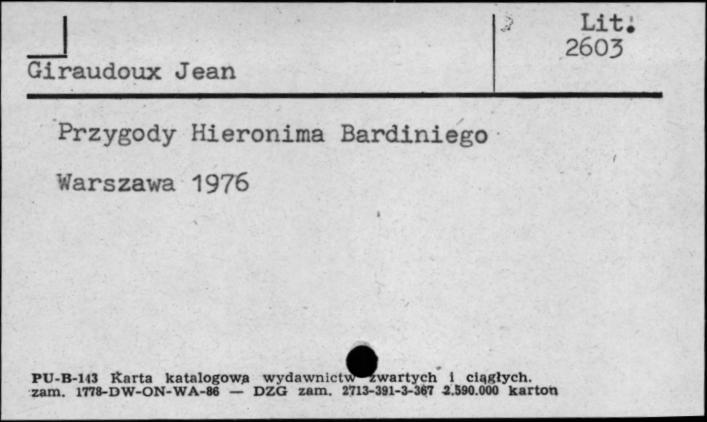 Lit.
2603
Giraudoux Jean
Przygody Hieronima Bardiniego
Warszawa 1976
PU-B-143 Karta katalogowa wydawnictw zwartych i ciągłych.
zam. 1778-DW-ON-WA-86 — DZG zam. 2713-391-3-367 2.590.000 karton